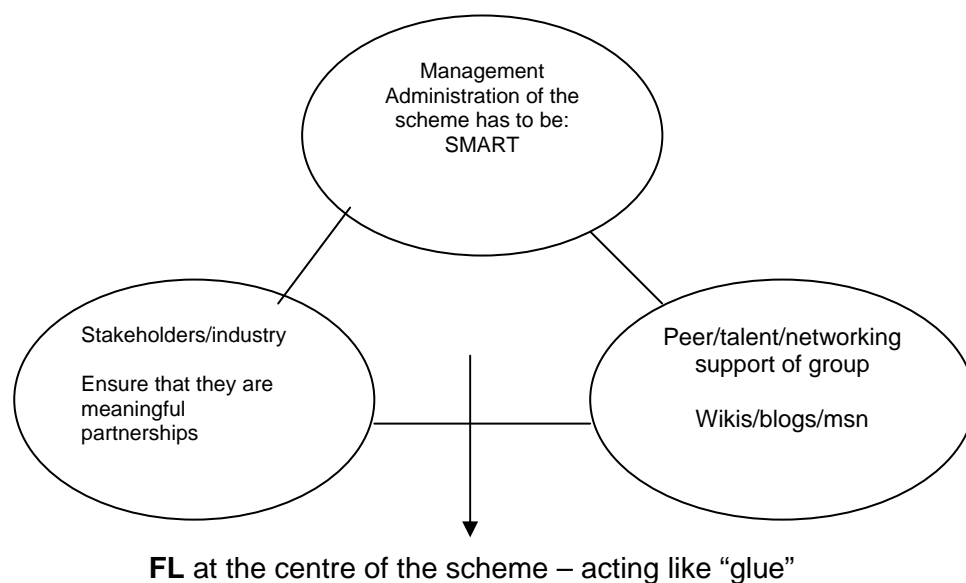 Management
Administration of the
scheme has to be:
SMART
Stakeholders/industry
Ensure that they are
meaningful
partnerships
Peer/talent/networking
support of group
Wikis/blogs/msn
FL at the centre of the scheme – acting like “glue”